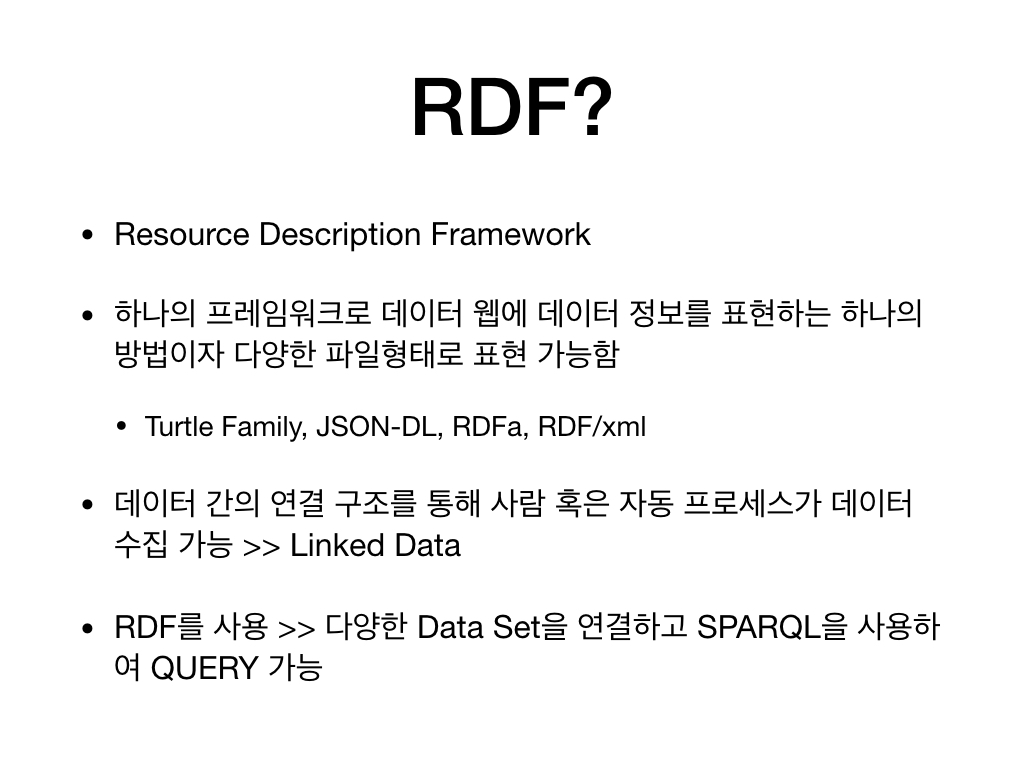 RDF?
• Resource Description Framework
• 하나의 프레임워크로 데이터 웹에 데이터 정보를 표현하는 하나의
방법이자 다양한 파일형태로 표현 가능함
• Turtle Family, JSON-DL, RDFa, RDF/xml
• 데이터 간의 연결 구조를 통해 사람 혹은 자동 프로세스가 데이터
수집 가능 >> Linked Data
• RDF를 사용 >> 다양한 Data Set을 연결하고 SPARQL을 사용하
여 QUERY 가능